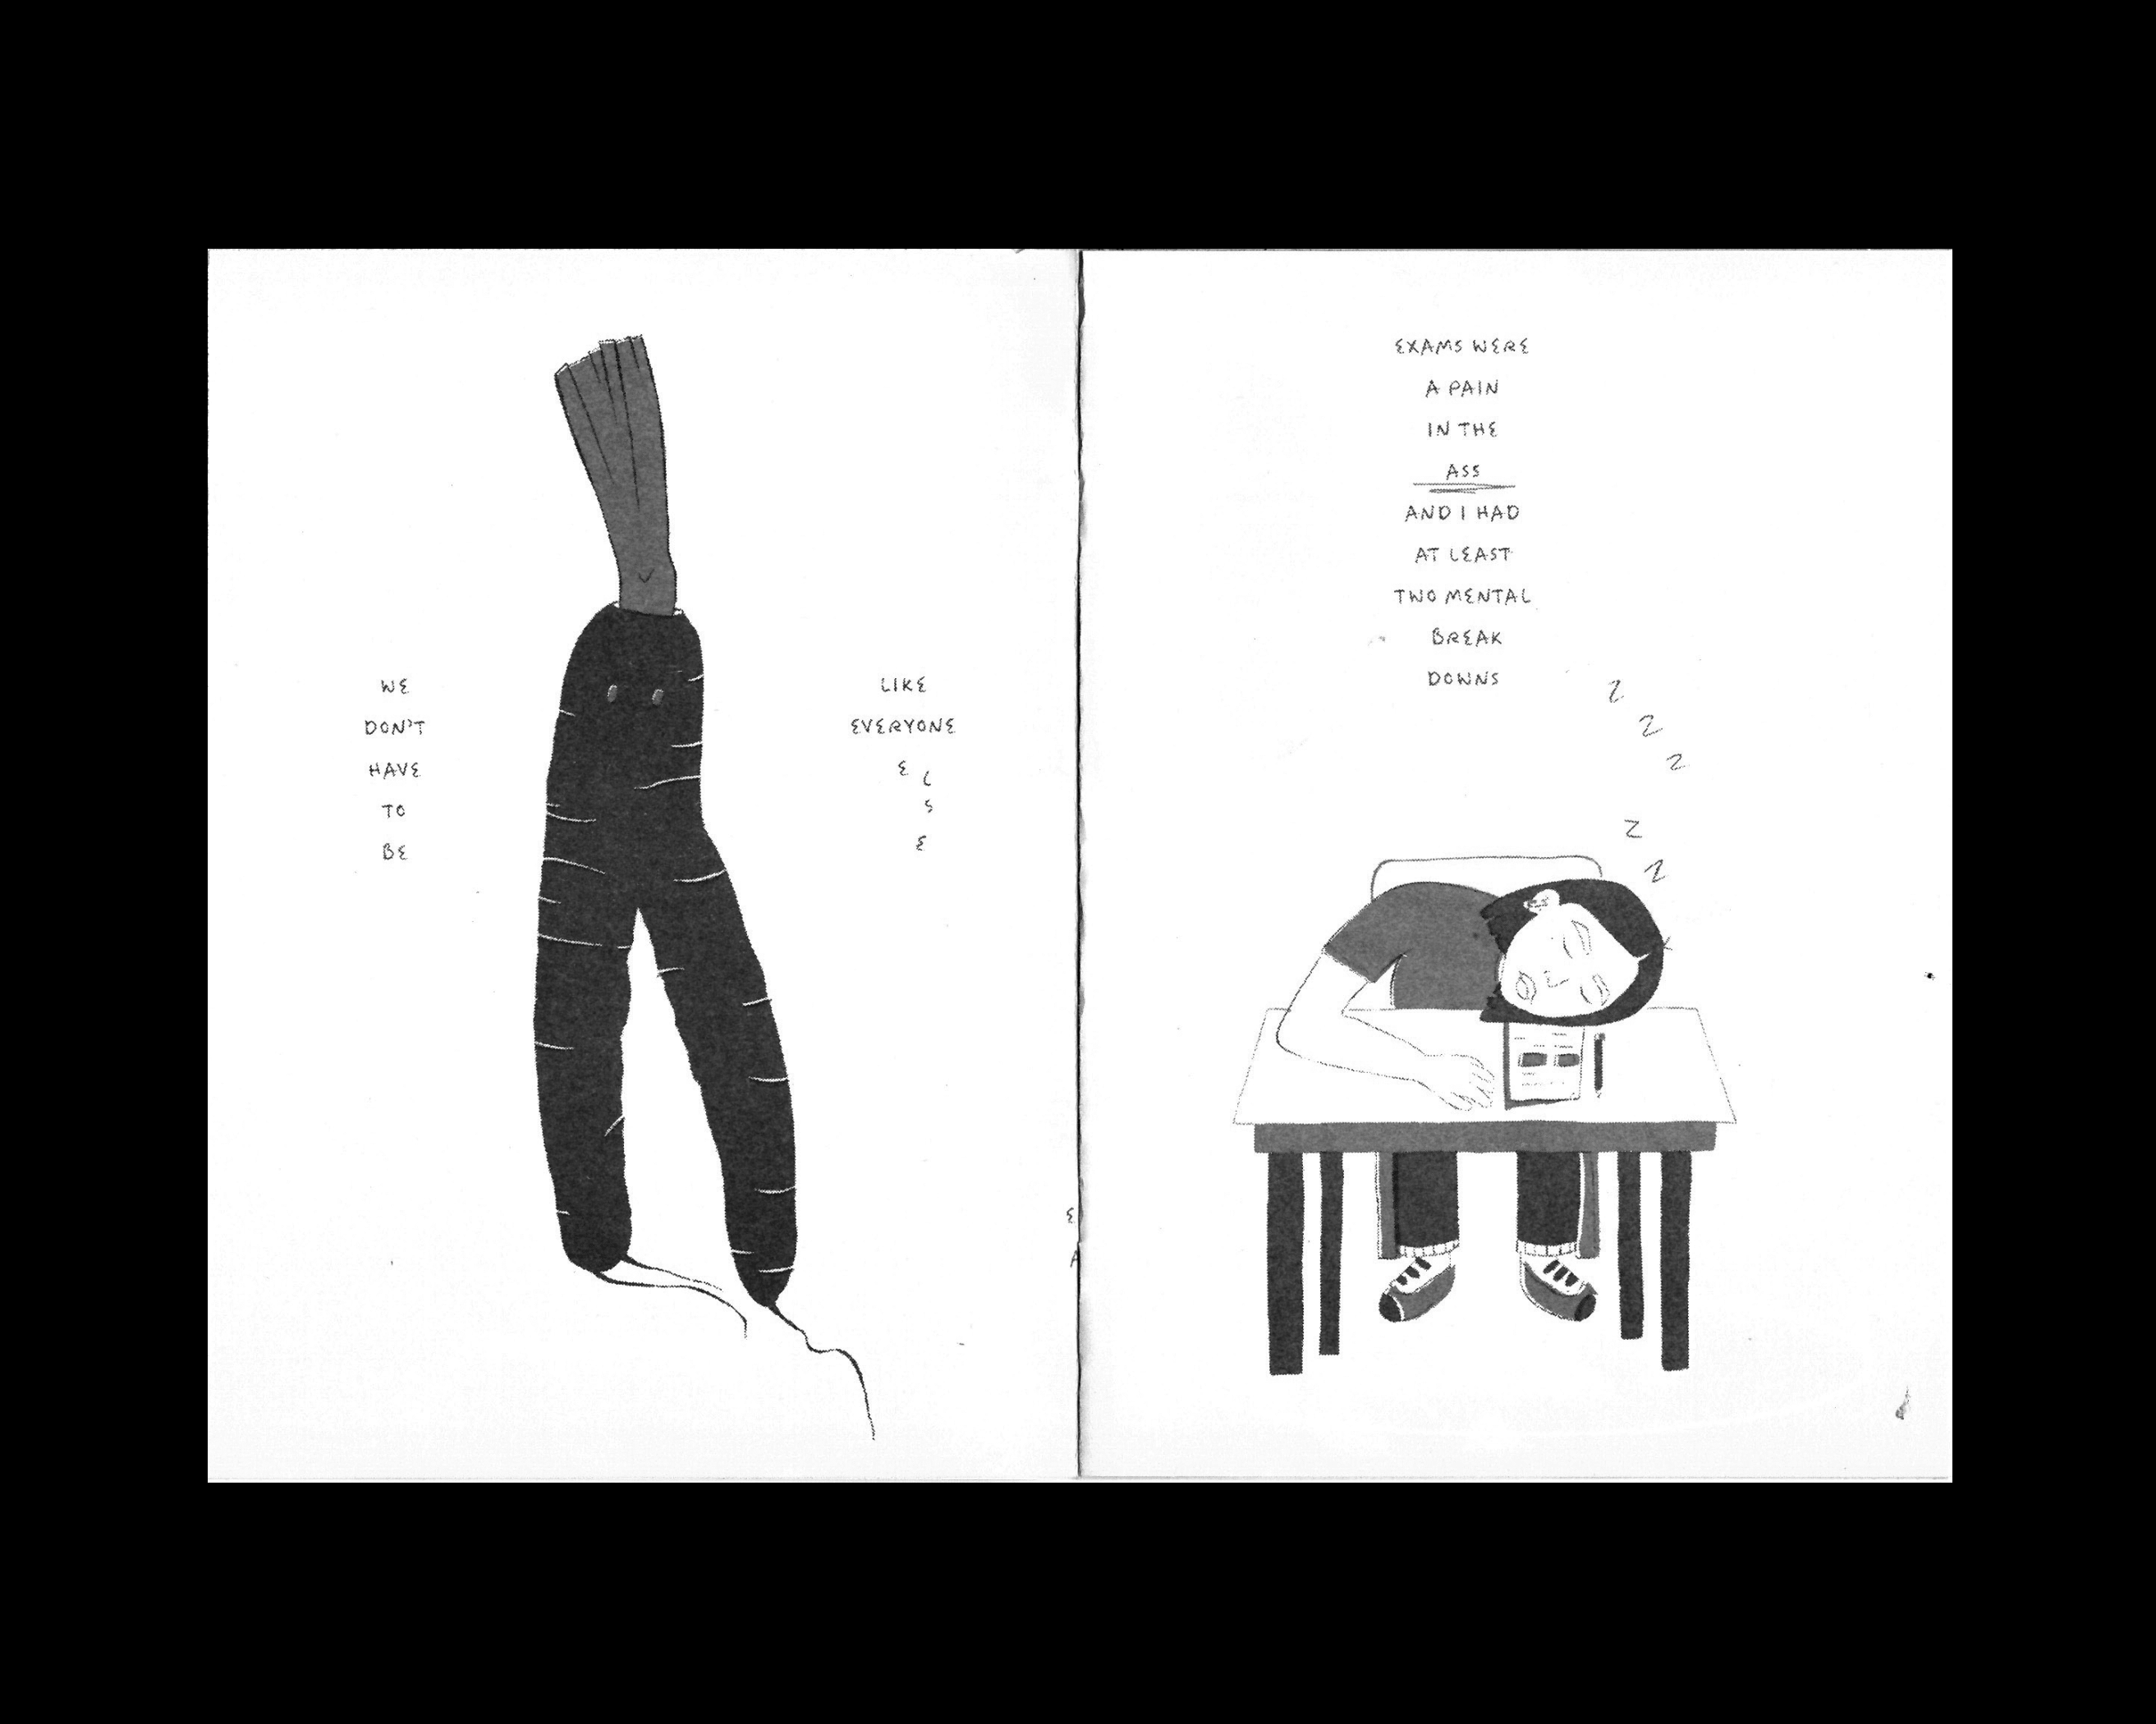 WE
DON'T
HAVE
TO
BE
LIKE
EVERYONE
E L
S
E
EXAMS WERE
A PAIN
IN THE
ASS
AND I HAD
AT LEAST
TWO MENTAL
BREAK
DOWNS
Z
Z
Z
Z
Z
E
A